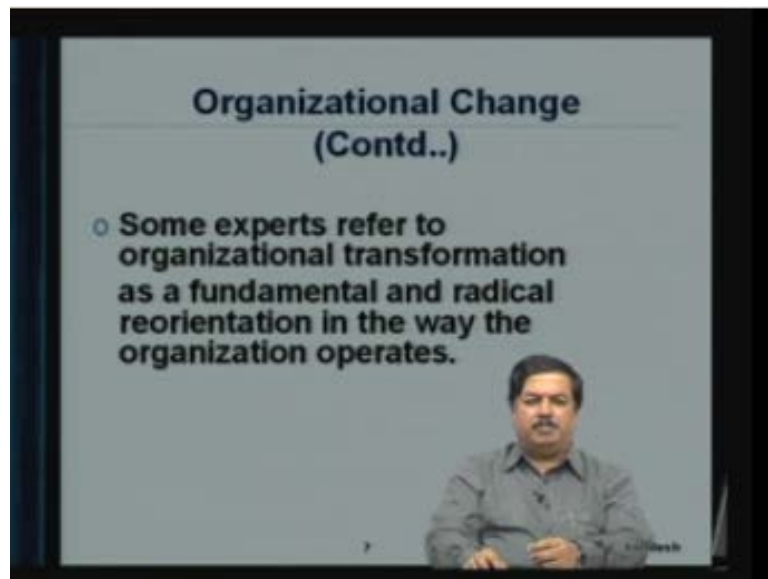 Organizational Change
(Contd..)
o Some experts refer to
organizational transformation
as a fundamental and radical
reorientation in the way the
organization operates.
7